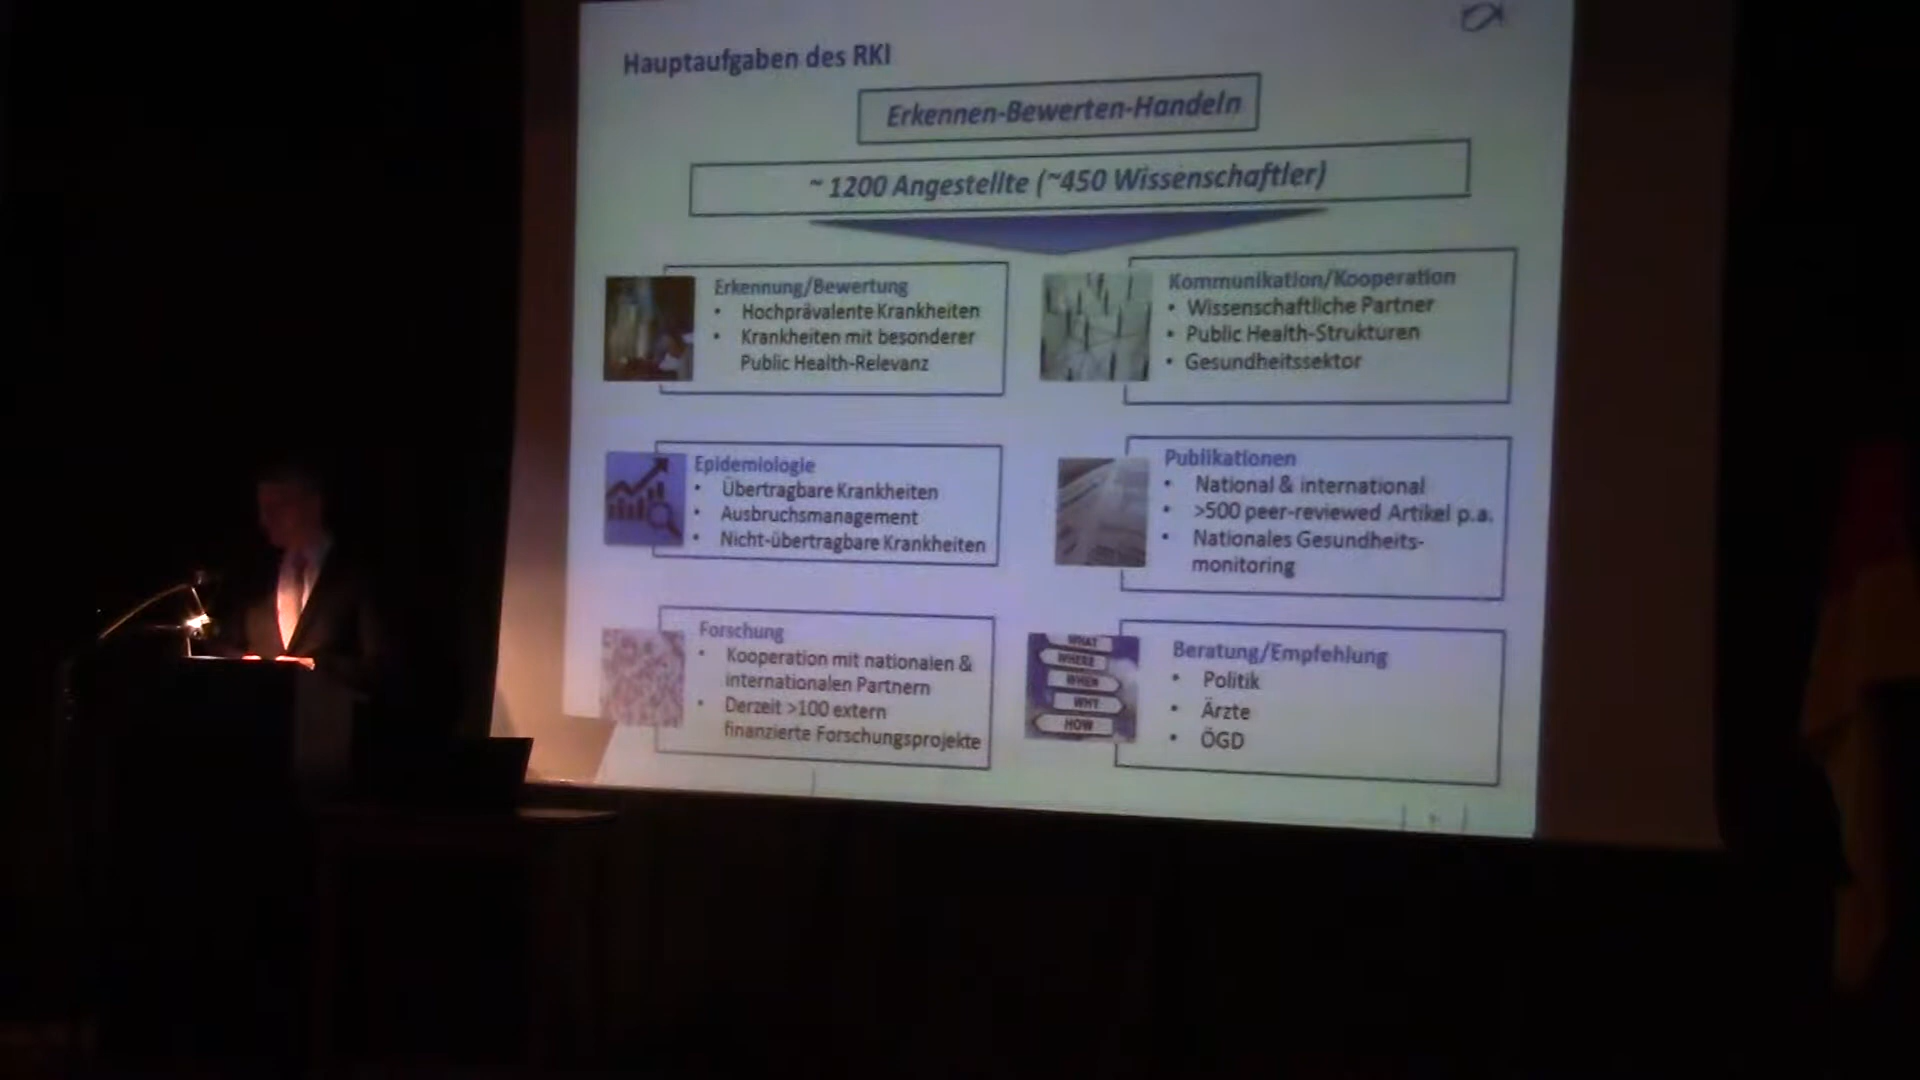 Hauptaufgaben des RKI
Erkennen-Bewerten-Handeln
~ 1200 Angestellte (~450 Wissenschaftler)
Erkennung/Bewertung
• Hochprävalente Krankheiten
• Krankheiten mit besonderer
Public Health-Relevanz
Kommunikation/Kooperation
• Wissenschaftliche Partner
• Public Health-Strukturen
• Gesundheitssektor
Epidemiologie
• Übertragbare Krankheiten
• Ausbruchsmanagement
• Nicht-übertragbare Krankheiten
Publikationen
• National & international
• >500 peer-reviewed Artikel p.a.
• Nationales Gesundheits-
monitoring
Forschung
• Kooperation mit nationalen &
internationalen Partnern
• Derzeit >100 extern
finanzierte Forschungsprojekte
WHAT
WHERE
WHEN
WHY
HOW
Beratung/Empfehlung
• Politik
• Ärzte
• ÖGD